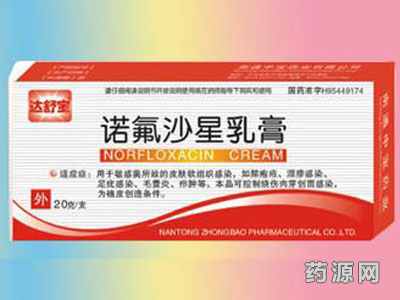 请仔细阅读说明书并按说明使用或在药师指导下购买和使用
国药准字H95449174
达舒宝
诺氟沙星乳膏
NORFLOXACIN CREAM
适应症：用于敏感菌所致的皮肤软组织感染，如脓疱疮、湿疹感染、
足癣感染、毛囊炎、疖肿等。本品可控制烧伤肉芽创面感染，
为植皮创造条件。
外
20克/支
NANTONG ZHONGBAO PHARMACEUTICAL CO., LTD.
药源网